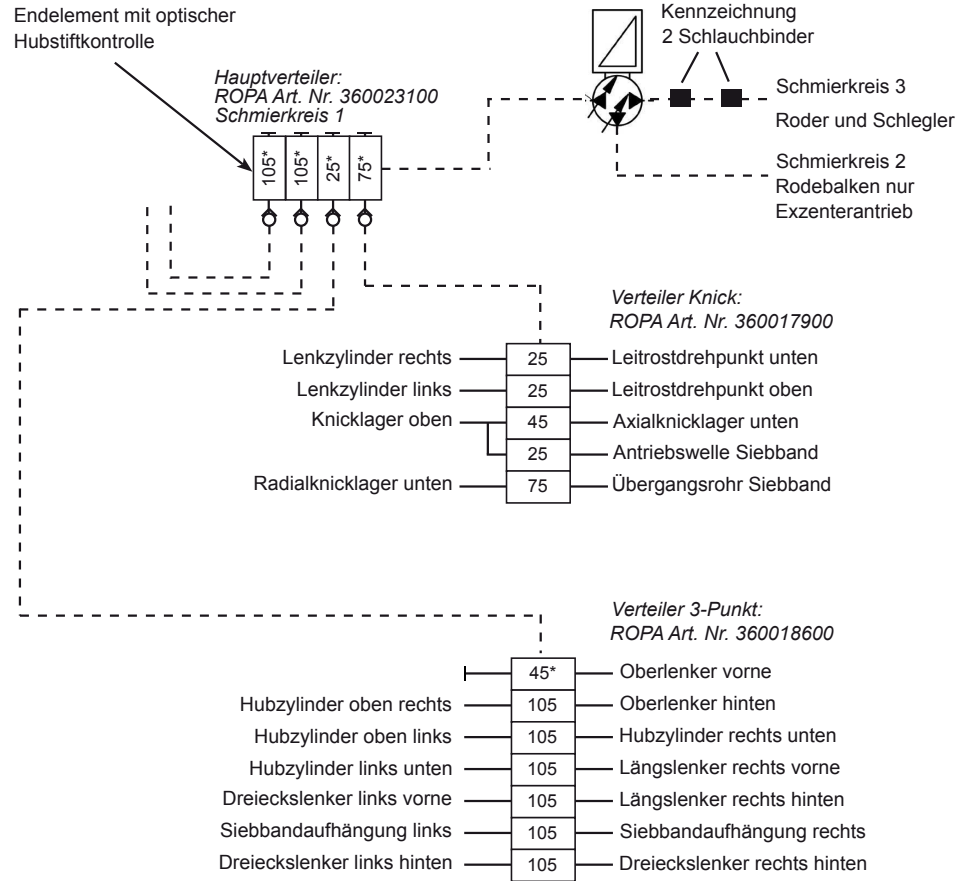 Endelement mit optischer
Hubstiftkontrolle
Hauptverteiler:
ROPA Art. Nr. 360023100
Schmierkreis 1
105* 105* 25* 75*
Kennzeichnung
2 Schlauchbinder
Schmierkreis 3
Roder und Schlegler
Schmierkreis 2
Rodebalken nur
Exzenterantrieb
Verteiler Knick:
ROPA Art. Nr. 360017900
Lenkzylinder rechts 25 Leitrostdrehpunkt unten
Lenkzylinder links 25 Leitrostdrehpunkt oben
Knicklager oben 45 Axialknicklager unten
25 Antriebswelle Siebband
Radialknicklager unten 75 Übergangsrohr Siebband
Verteiler 3-Punkt:
ROPA Art. Nr. 360018600
45* Oberlenker vorne
Hubzylinder oben rechts 105 Oberlenker hinten
Hubzylinder oben links 105 Hubzylinder rechts unten
Hubzylinder links unten 105 Längslenker rechts vorne
Dreieckslenker links vorne 105 Längslenker rechts hinten
Siebbandaufhängung links 105 Siebbandaufhängung rechts
Dreieckslenker links hinten 105 Dreieckslenker rechts hinten